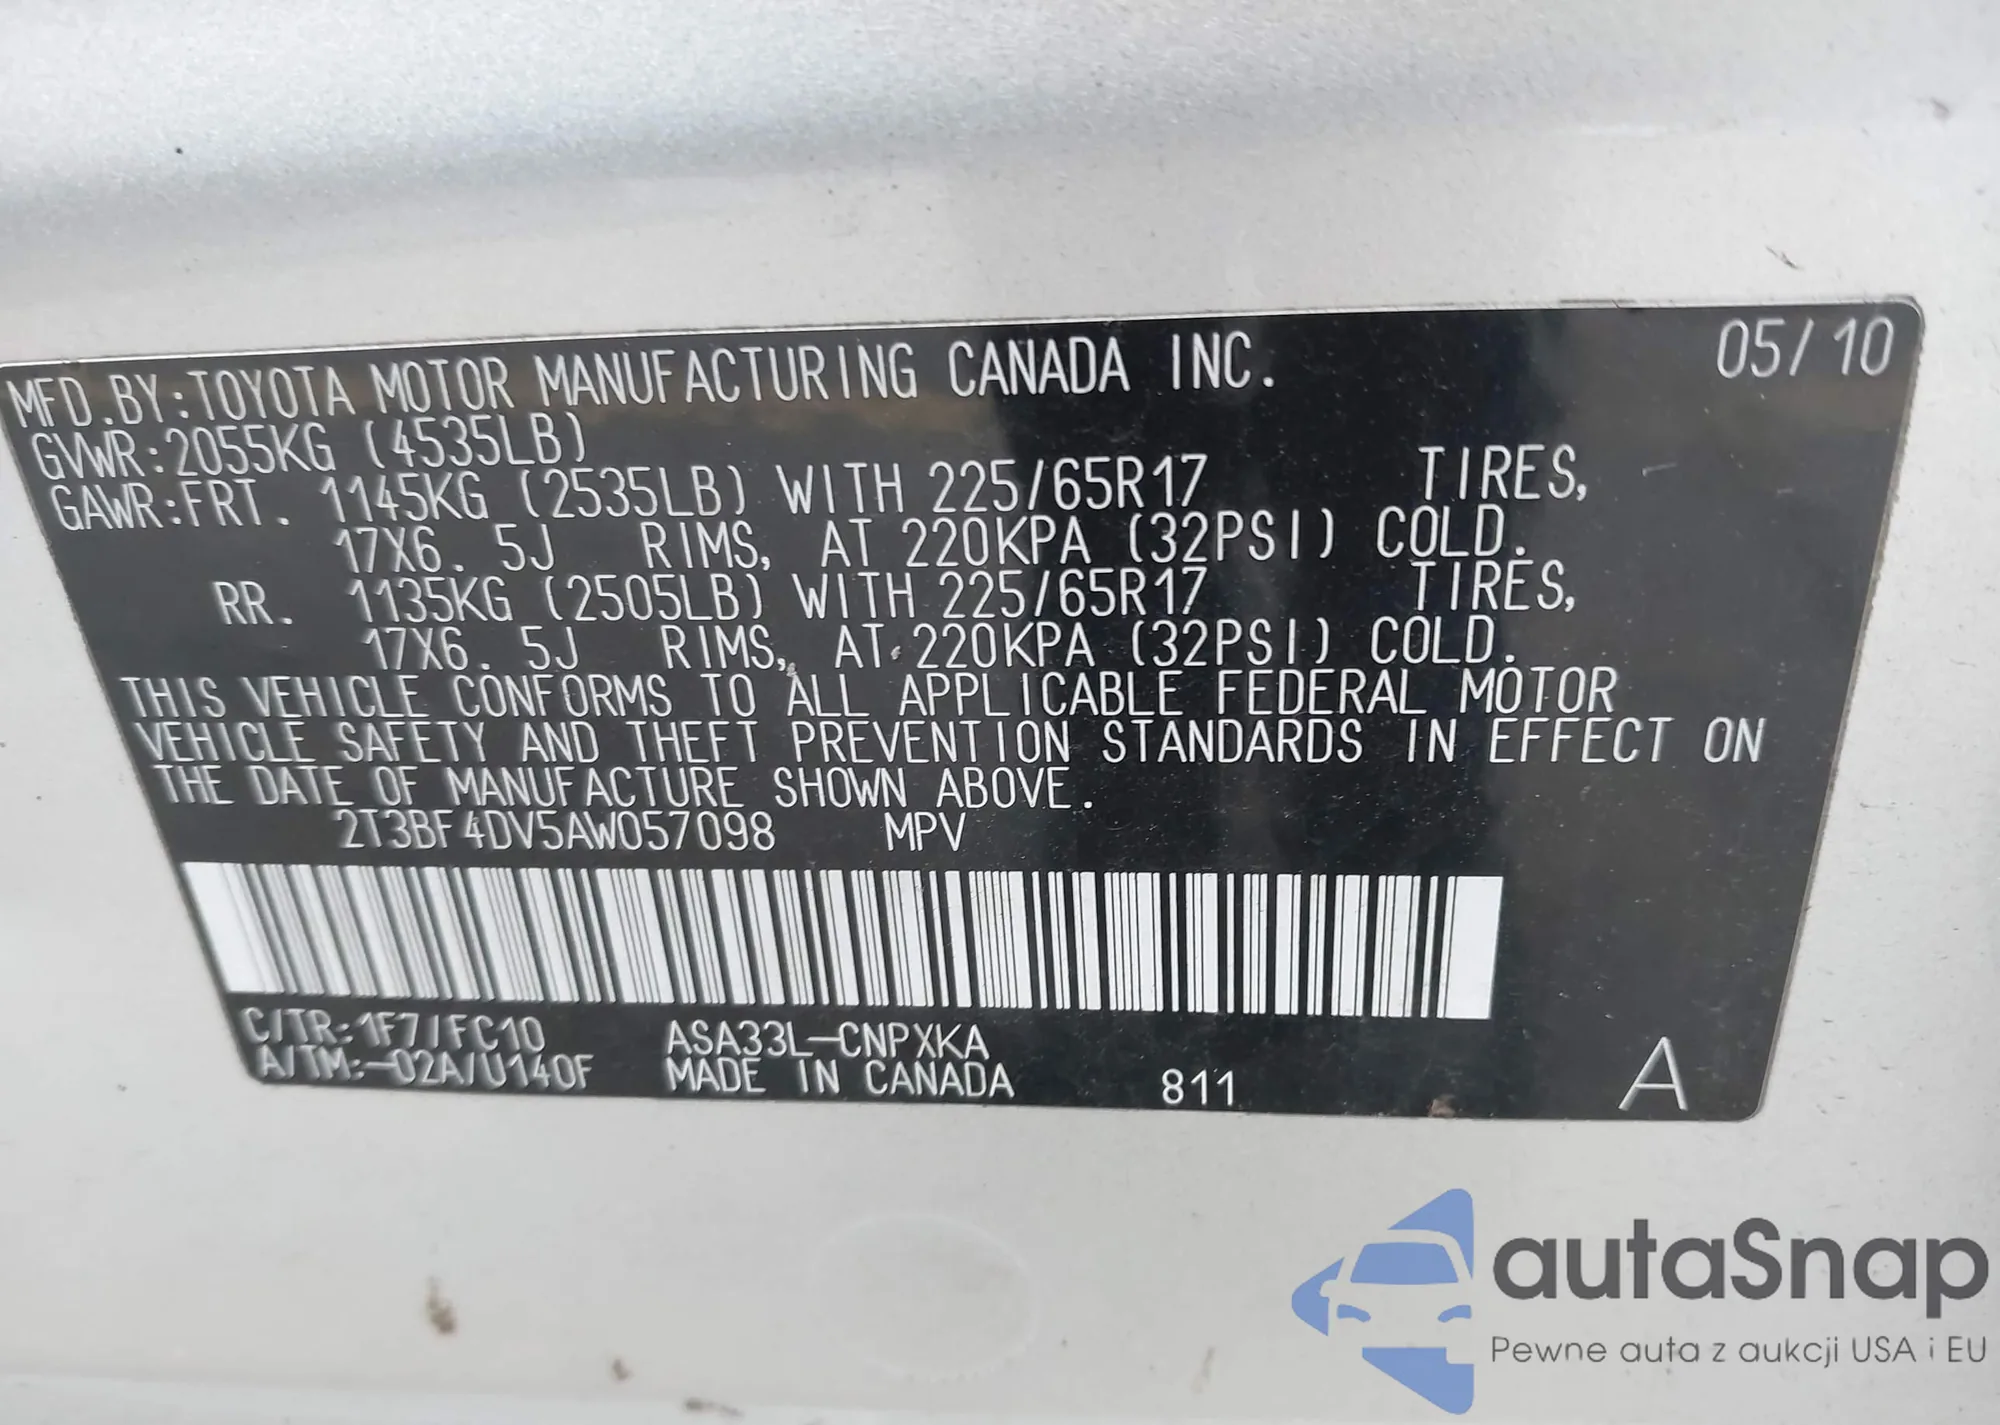 MFD.BY:TOYOTA MOTOR MANUFACTURING CANADA INC. 05/10
GVWR:2055KG (4535LB)
GAWR:FRT. 1145KG (2535LB) WITH 225/65R17 TIRES,
17X6.5J RIMS, AT 220KPA (32PSI) COLD.
RR. 1135KG (2505LB) WITH 225/65R17 TIRES,
17X6.5J RIMS, AT 220KPA (32PSI) COLD.
THIS VEHICLE CONFORMS TO ALL APPLICABLE FEDERAL MOTOR
VEHICLE SAFETY AND THEFT PREVENTION STANDARDS IN EFFECT ON
THE DATE OF MANUFACTURE SHOWN ABOVE.
2T3BF4DV5AW057098 MPV
C/TR:1F7/FC10 ASA33L-CNPXKA
A/TM:-02A/U140F MADE IN CANADA 811 A
autaSnap
Pewne auta z aukcji USA i EU